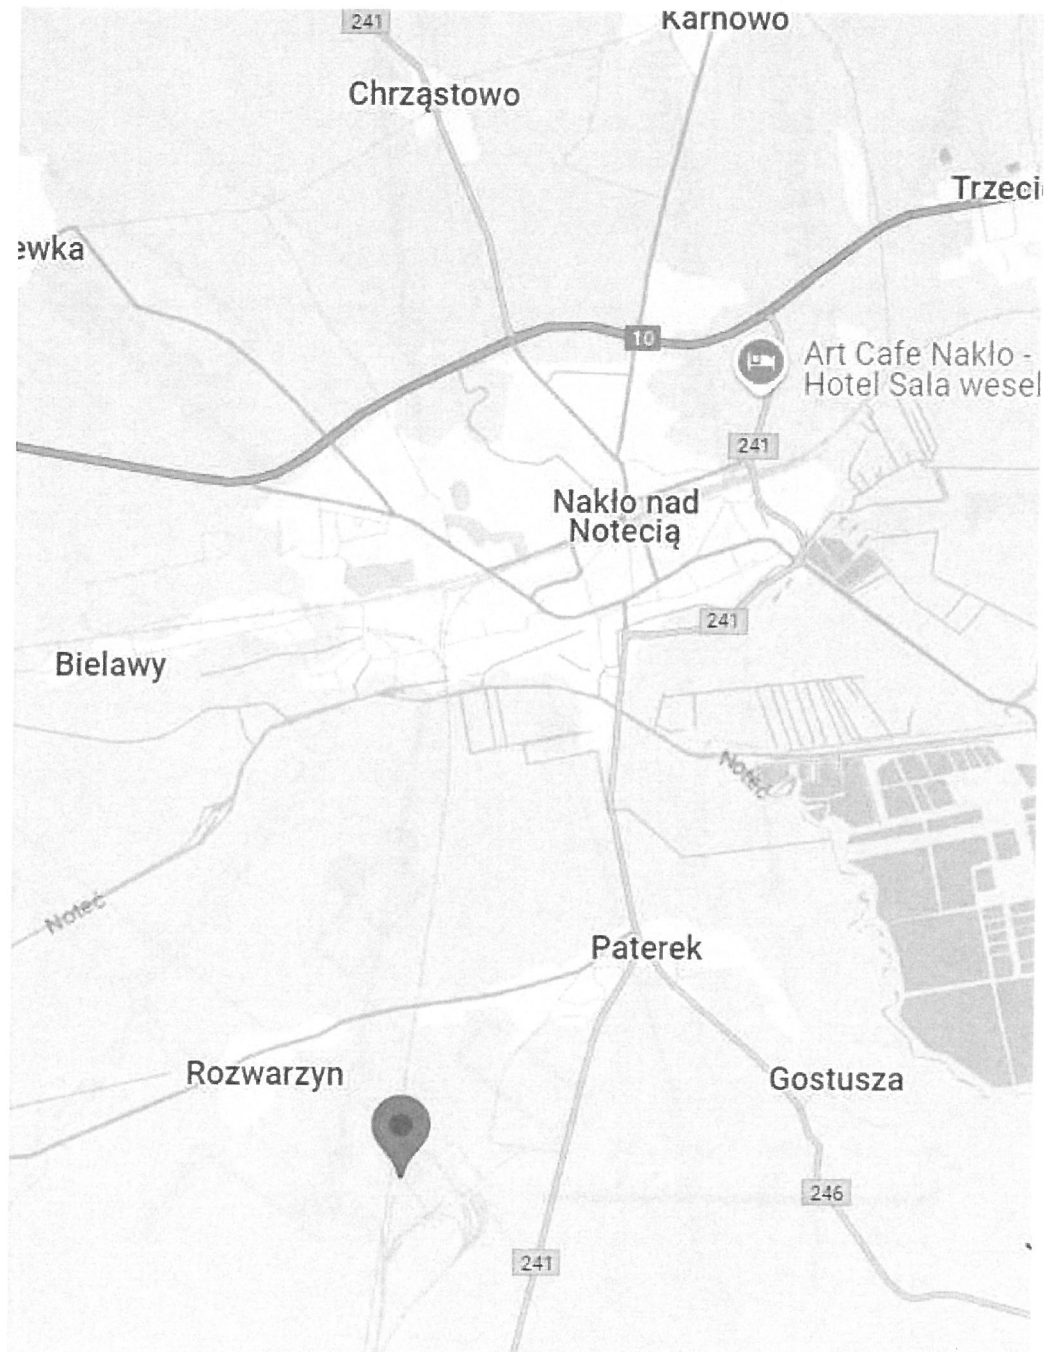 241
Karnowo
Chrząstowo
Trzeci
ewka
10
Art Cafe Nakło -
Hotel Sala wesel
241
Nakło nad
Notecią
241
Bielawy
Noteć
Noteć
Paterek
Rozwarzyn
Gostusza
246
241